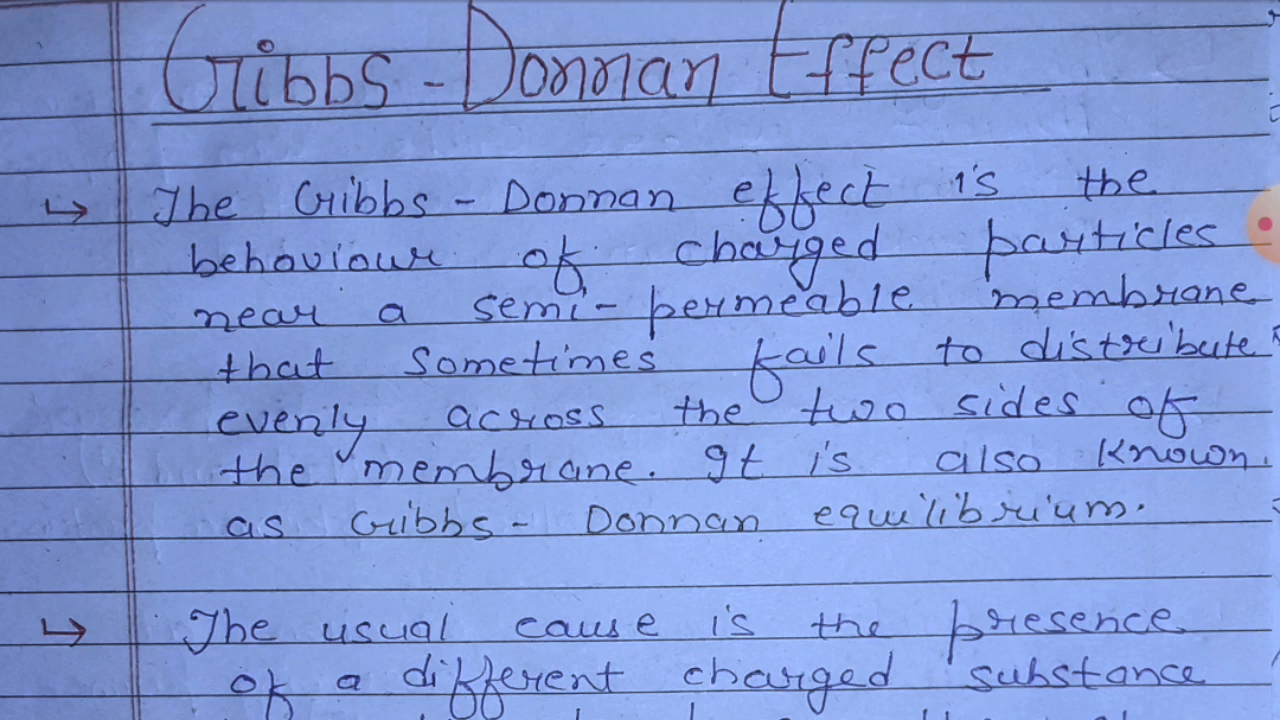 Gibbs - Donnan Effect
↳ The Gibbs - Donnan effect is the
behaviour of charged particles
near a semi - permeable membrane
that sometimes fails to distribute
evenly across the two sides of
the membrane. It is also known
as Gibbs - Donnan equilibrium.
↳ The usual cause is the presence
of a different charged substance